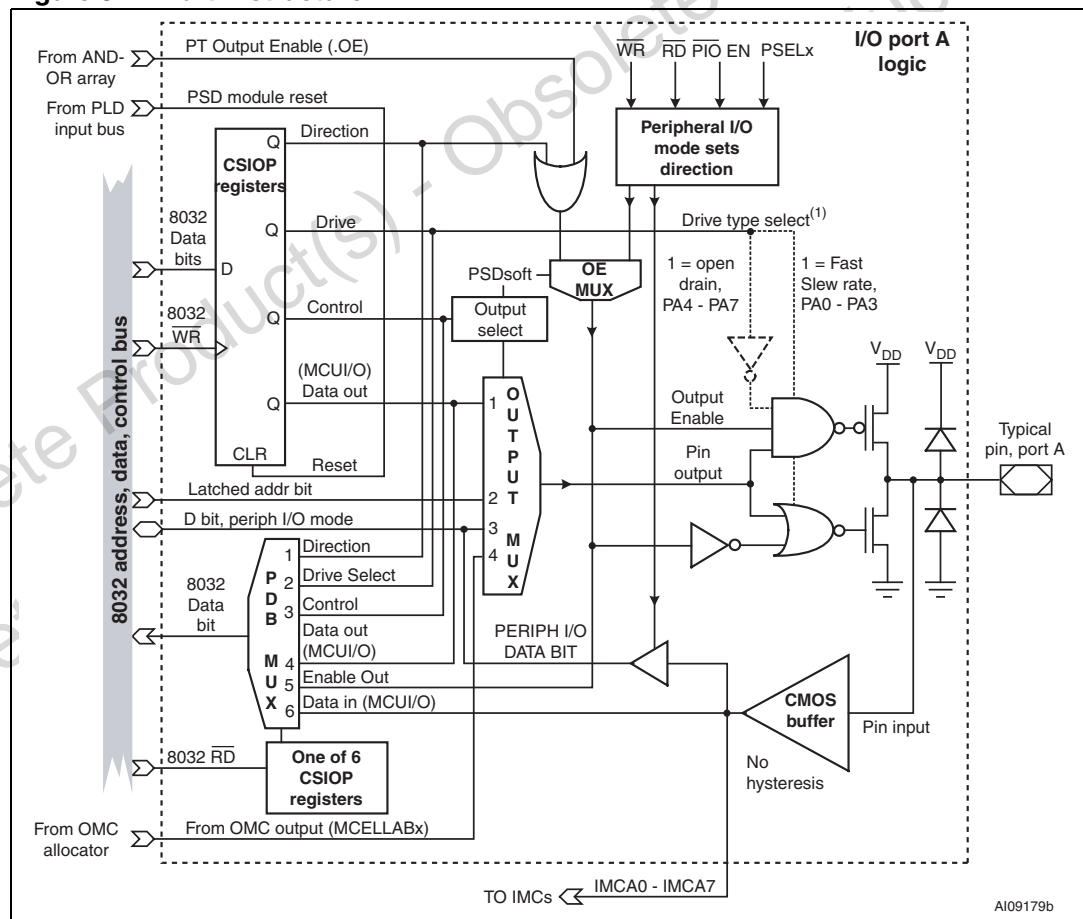 I/O port A
logic
From AND-
OR array
PT Output Enable (.OE)
From PLD
input bus
PSD module reset
WR RD PIO EN PSELx
Peripheral I/O
mode sets
direction
CSIOP
registers
Q Direction
Q Drive
Q Control
Q (MCUI/O)
Data out
D
CLR
Reset
8032
Data
bits
8032
WR
8032 address, data, control bus
Drive type select(1)
1 = open
drain,
PA4 - PA7
1 = Fast
Slew rate,
PA0 - PA3
PSDsoft
OE
MUX
Output
select
OUTPUT MUX
1
2
3
4
Latched addr bit
D bit, periph I/O mode
Output
Enable
Pin
output
VDD
VDD
Typical
pin, port A
PDB MUX
1 Direction
2 Drive Select
3 Control
4 Data out
(MCUI/O)
5 Enable Out
6 Data in (MCUI/O)
8032
Data
bit
PERIPH I/O
DATA BIT
CMOS
buffer
Pin input
No
hysteresis
8032 RD
One of 6
CSIOP
registers
From OMC
allocator
From OMC output (MCELLABx)
TO IMCs
IMCA0 - IMCA7
AI09179b
Product(s) - Obsolete